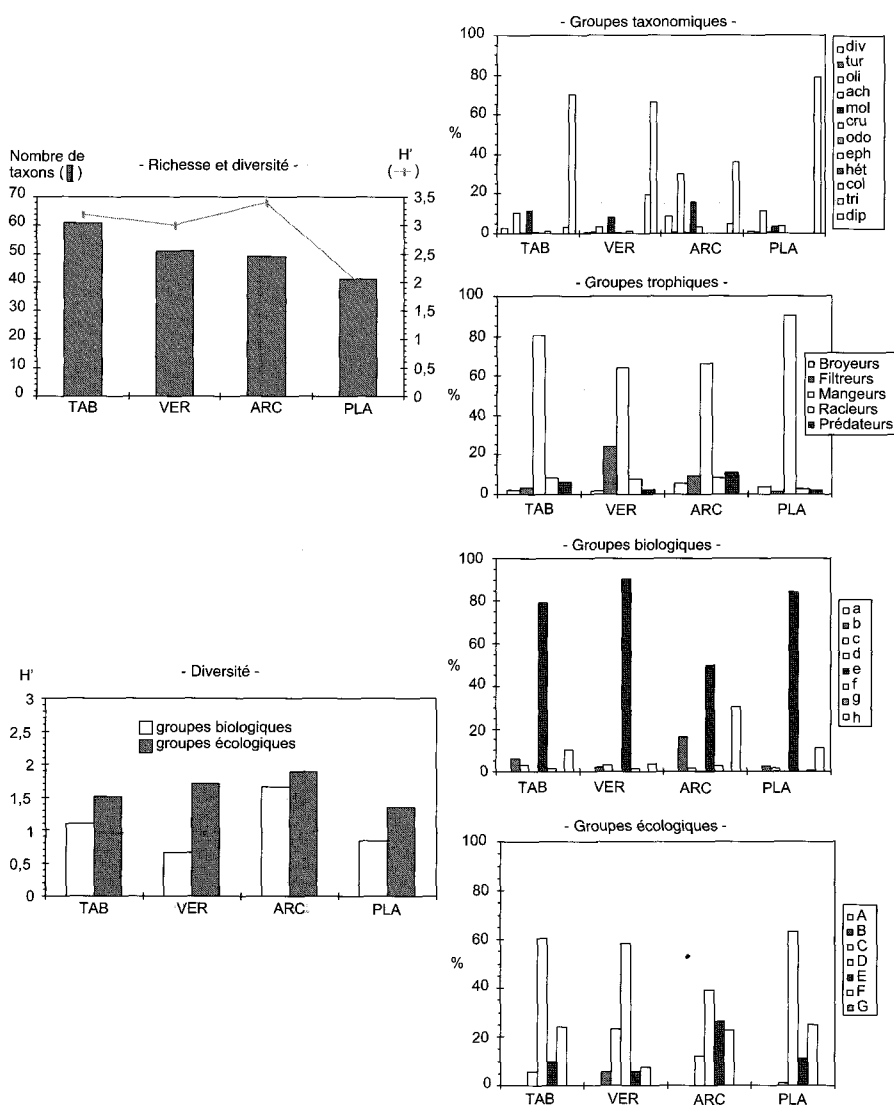 - Richesse et diversité -
Nombre de
taxons ( )
H'
70
60
50
40
30
20
10
0
3,5
3
2,5
2
1,5
1
0,5
0
TAB VER ARC PLA
- Diversité -
H'
3
2,5
2
1,5
1
0,5
0
groupes biologiques
groupes écologiques
TAB VER ARC PLA
- Groupes taxonomiques -
100
80
60
40
20
0
%
TAB VER ARC PLA
div
tur
oli
ach
mol
cru
odo
eph
hét
col
tri
dip
- Groupes trophiques -
100
80
60
40
20
0
%
TAB VER ARC PLA
Broyeurs
Filtreurs
Mangeurs
Racleurs
Prédateurs
- Groupes biologiques -
100
80
60
40
20
0
%
TAB VER ARC PLA
a
b
c
d
e
f
g
h
- Groupes écologiques -
100
80
60
40
20
0
%
TAB VER ARC PLA
A
B
C
D
E
F
G